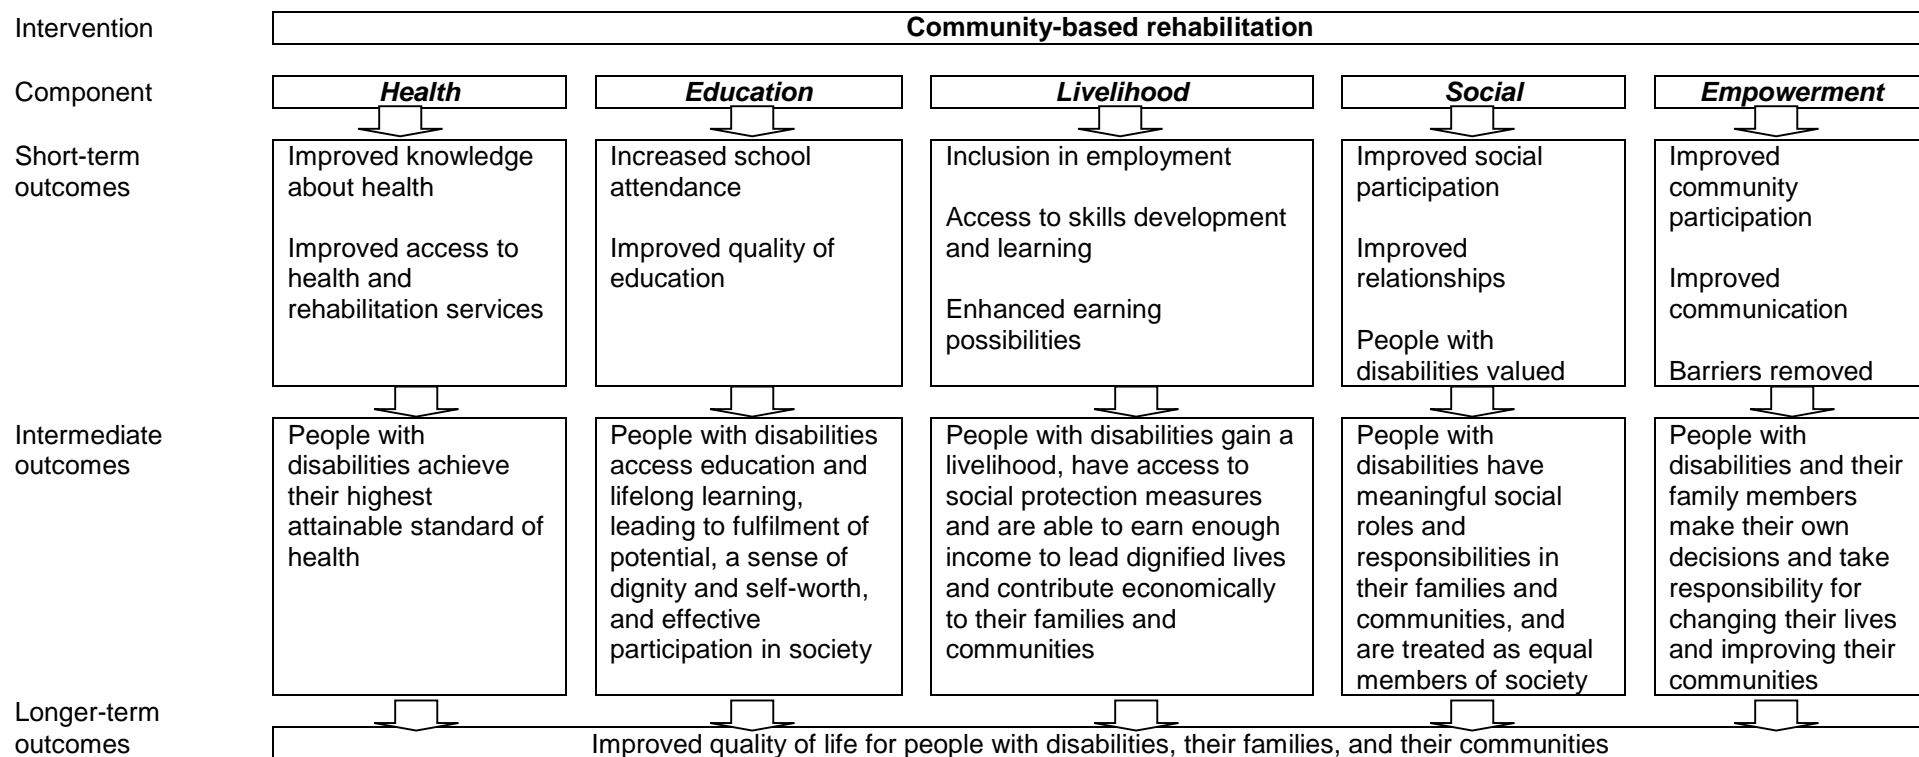 Intervention
Community-based rehabilitation
Component
Health
Education
Livelihood
Social
Empowerment
Short-term
outcomes
Improved knowledge
about health
Improved access to
health and
rehabilitation services
Increased school
attendance
Improved quality of
education
Inclusion in employment
Access to skills development
and learning
Enhanced earning
possibilities
Improved social
participation
Improved
relationships
People with
disabilities valued
Improved
community
participation
Improved
communication
Barriers removed
Intermediate
outcomes
People with
disabilities achieve
their highest
attainable standard of
health
People with disabilities
access education and
lifelong learning,
leading to fulfilment of
potential, a sense of
dignity and self-worth,
and effective
participation in society
People with disabilities gain a
livelihood, have access to
social protection measures
and are able to earn enough
income to lead dignified lives
and contribute economically
to their families and
communities
People with
disabilities have
meaningful social
roles and
responsibilities in
their families and
communities, and
are treated as equal
members of society
People with
disabilities and their
family members
make their own
decisions and take
responsibility for
changing their lives
and improving their
communities
Longer-term
outcomes
Improved quality of life for people with disabilities, their families, and their communities